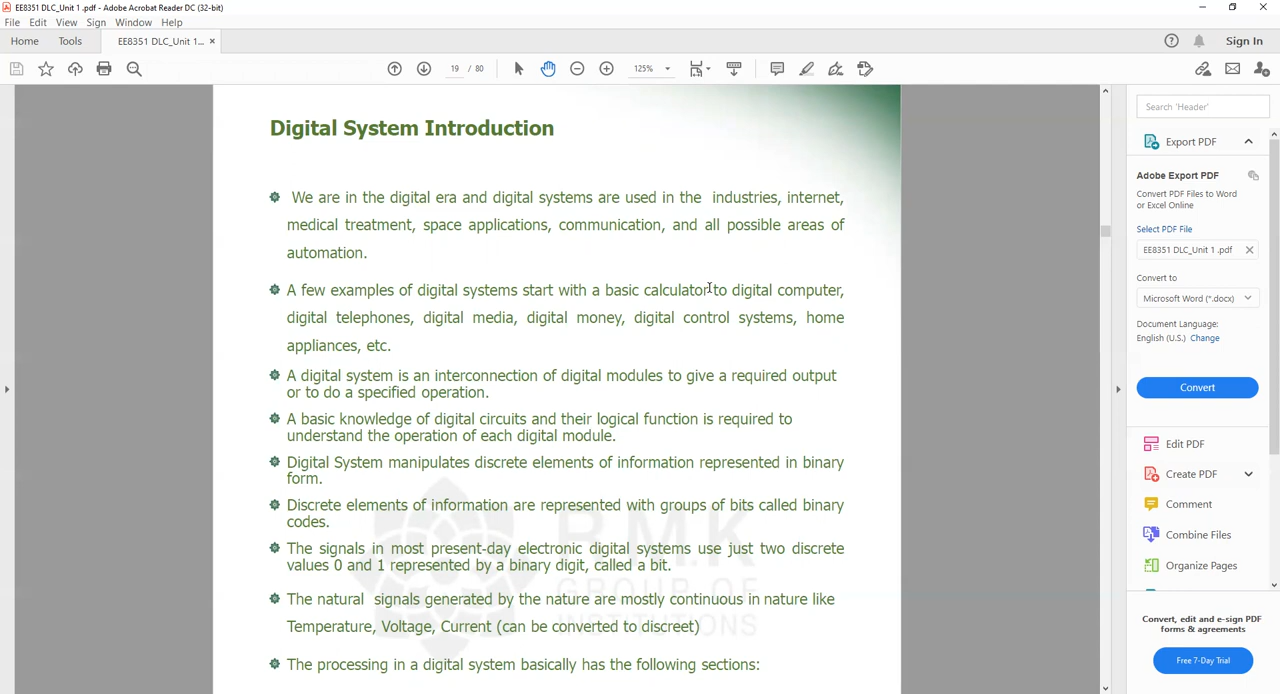 EE8351 DLC_Unit 1 .pdf - Adobe Acrobat Reader DC (32-bit)
File Edit View Sign Window Help
Home Tools EE8351 DLC_Unit 1... × Sign In
19 / 80 125%
Digital System Introduction
We are in the digital era and digital systems are used in the industries, internet,
medical treatment, space applications, communication, and all possible areas of
automation.
A few examples of digital systems start with a basic calculator to digital computer,
digital telephones, digital media, digital money, digital control systems, home
appliances, etc.
A digital system is an interconnection of digital modules to give a required output
or to do a specified operation.
A basic knowledge of digital circuits and their logical function is required to
understand the operation of each digital module.
Digital System manipulates discrete elements of information represented in binary
form.
Discrete elements of information are represented with groups of bits called binary
codes.
The signals in most present-day electronic digital systems use just two discrete
values 0 and 1 represented by a binary digit, called a bit.
The natural signals generated by the nature are mostly continuous in nature like
Temperature, Voltage, Current (can be converted to discreet)
The processing in a digital system basically has the following sections:
R.M.K
GROUP OF
INSTITUTIONS
Search 'Header'
Export PDF
Adobe Export PDF
Convert PDF Files to Word
or Excel Online
Select PDF File
EE8351 DLC_Unit 1 .pdf
Convert to
Microsoft Word (*.docx)
Document Language:
English (U.S.) Change
Convert
Edit PDF
Create PDF
Comment
Combine Files
Organize Pages
Convert, edit and e-sign PDF
forms & agreements
Free 7-Day Trial